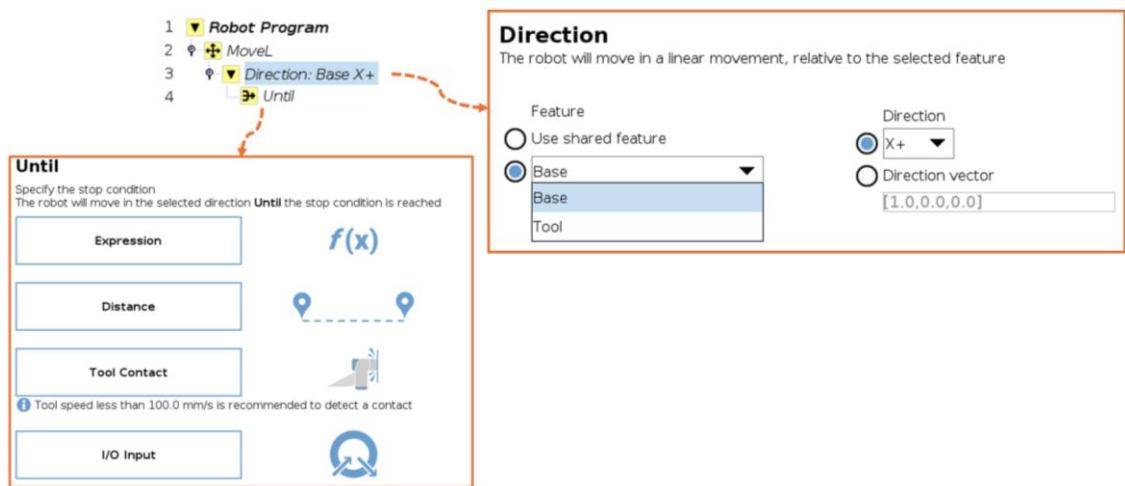 1 Robot Program
2 MoveL
3 Direction: Base X+
4 Until
Direction
The robot will move in a linear movement, relative to the selected feature
Feature
Direction
Use shared feature
X+
Base
Direction vector
Base
[1.0,0.0,0.0]
Tool
Until
Specify the stop condition
The robot will move in the selected direction Until the stop condition is reached
Expression
f(x)
Distance
Tool Contact
Tool speed less than 100.0 mm/s is recommended to detect a contact
I/O Input